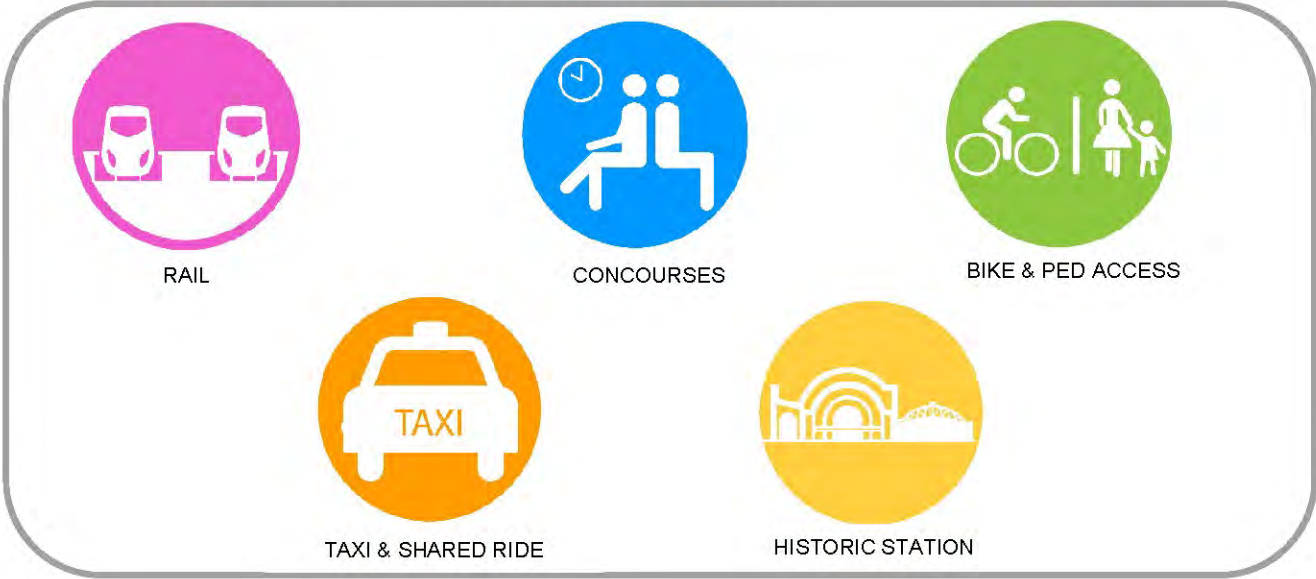 RAIL
CONCOURSES
BIKE & PED ACCESS
TAXI
TAXI & SHARED RIDE
HISTORIC STATION